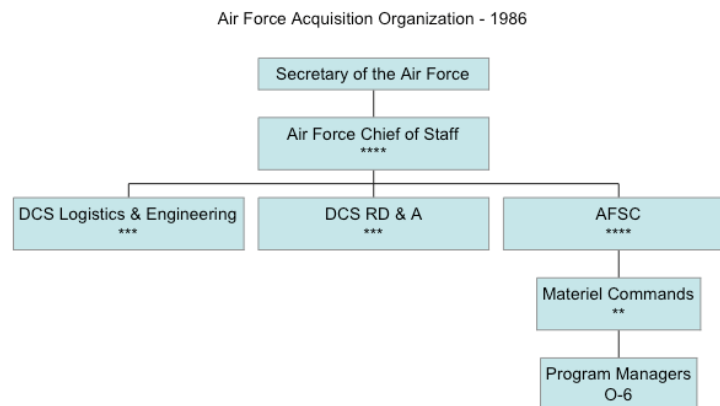 Air Force Acquisition Organization - 1986
Secretary of the Air Force
Air Force Chief of Staff
****
DCS Logistics & Engineering
***
DCS RD & A
***
AFSC
****
Materiel Commands
**
Program Managers
O-6